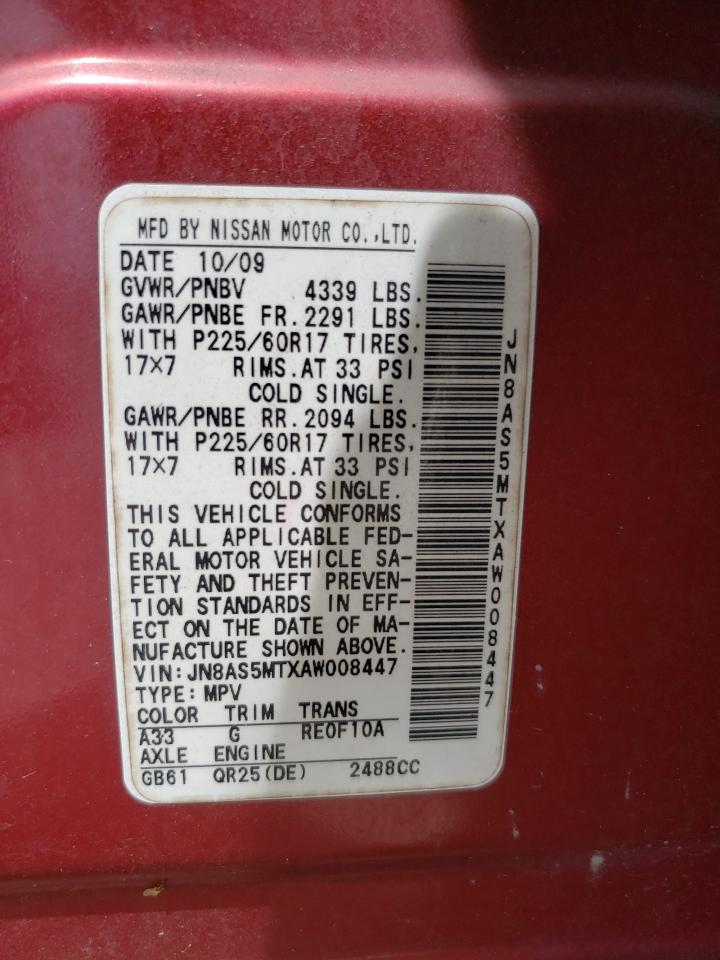 MFD BY NISSAN MOTOR CO.,LTD.
DATE 10/09
GVWR/PNBV 4339 LBS.
GAWR/PNBE FR.2291 LBS.
WITH P225/60R17 TIRES,
17×7 RIMS.AT 33 PSI
COLD SINGLE.
GAWR/PNBE RR.2094 LBS.
WITH P225/60R17 TIRES,
17×7 RIMS.AT 33 PSI
COLD SINGLE.
THIS VEHICLE CONFORMS
TO ALL APPLICABLE FED-
ERAL MOTOR VEHICLE SA-
FETY AND THEFT PREVEN-
TION STANDARDS IN EFF-
ECT ON THE DATE OF MA-
NUFACTURE SHOWN ABOVE.
VIN:JN8AS5MTXAW008447
TYPE:MPV
COLOR TRIM TRANS
A33 G RE0F10A
AXLE ENGINE
GB61 QR25(DE) 2488CC
JN8AS5MTXAW008447